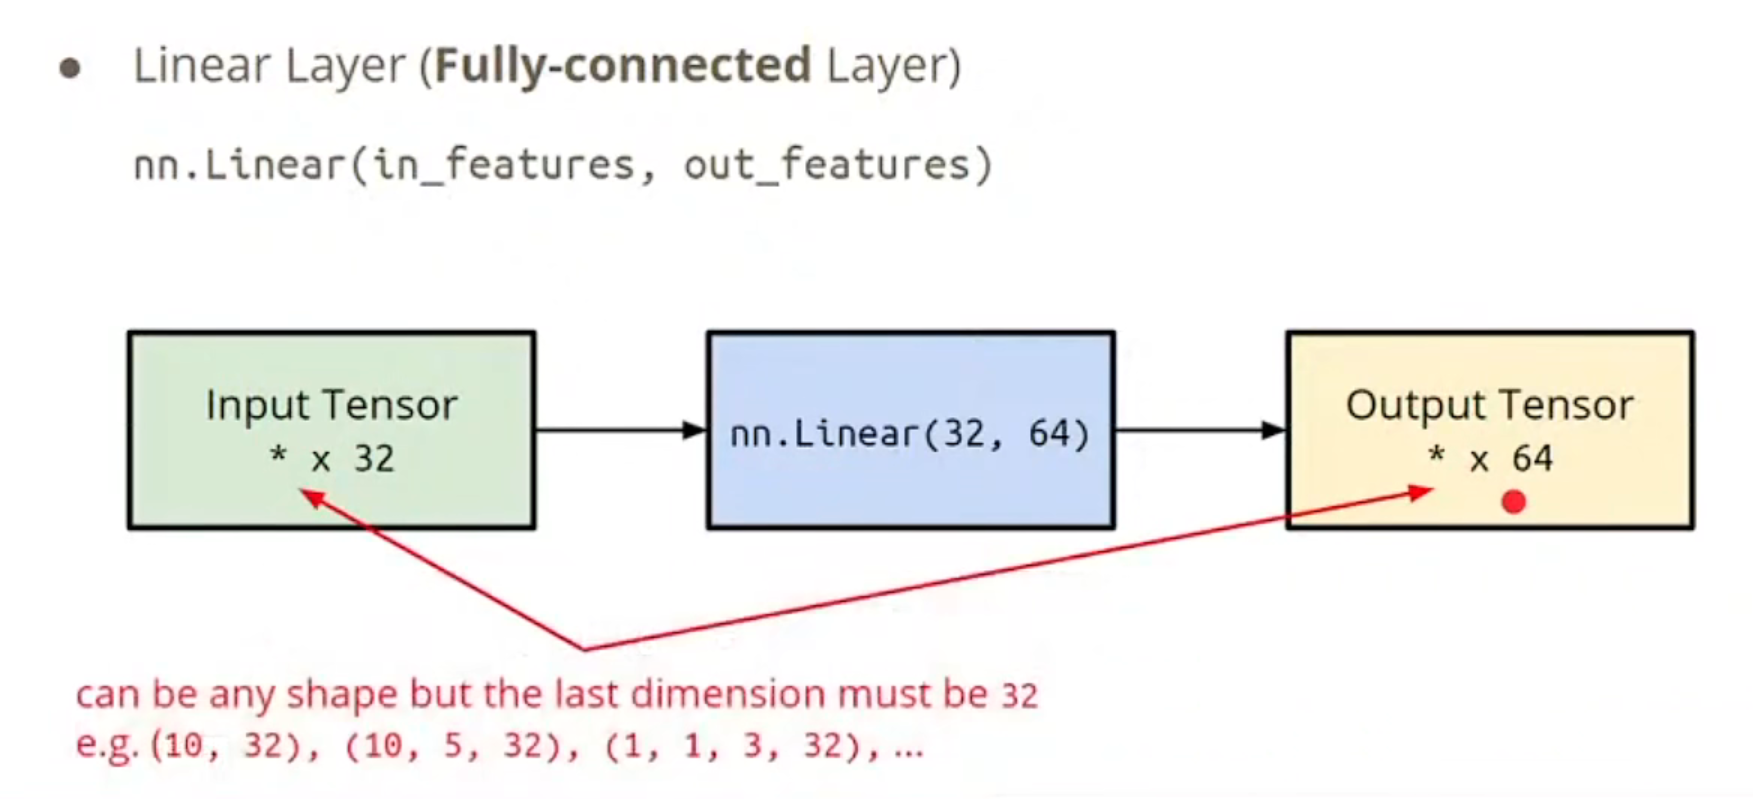 ● Linear Layer (Fully-connected Layer)
nn.Linear(in_features, out_features)
Input Tensor
* x 32
nn.Linear(32, 64)
Output Tensor
* x 64
can be any shape but the last dimension must be 32
e.g. (10, 32), (10, 5, 32), (1, 1, 3, 32), ...